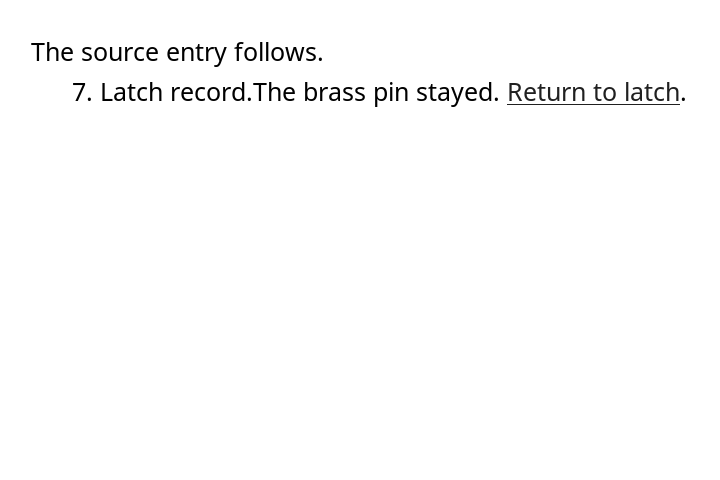 The source entry follows.
7. Latch record.The brass pin stayed. Return to latch.